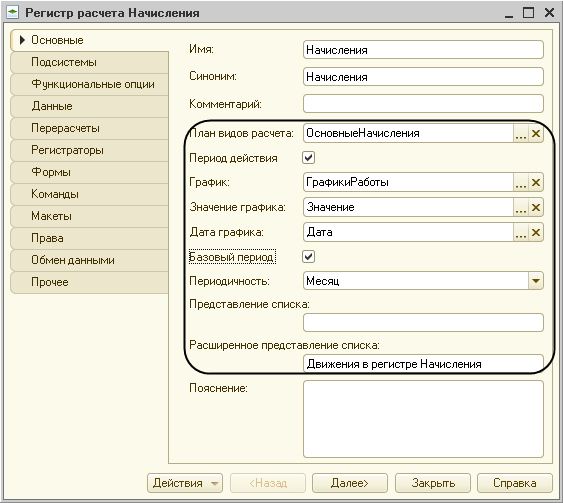 Регистр расчета Начисления
Основные
Подсистемы
Функциональные опции
Данные
Перерасчеты
Регистраторы
Формы
Команды
Макеты
Права
Обмен данными
Прочее
Имя: Начисления
Синоним: Начисления
Комментарий:
План видов расчета: ОсновныеНачисления ...
Период действия
График: ГрафикиРаботы ...
Значение графика: Значение ...
Дата графика: Дата ...
Базовый период
Периодичность: Месяц
Представление списка:
Расширенное представление списка:
Движения в регистре Начисления
Пояснение:
Действия <Назад Далее> Закрыть Справка